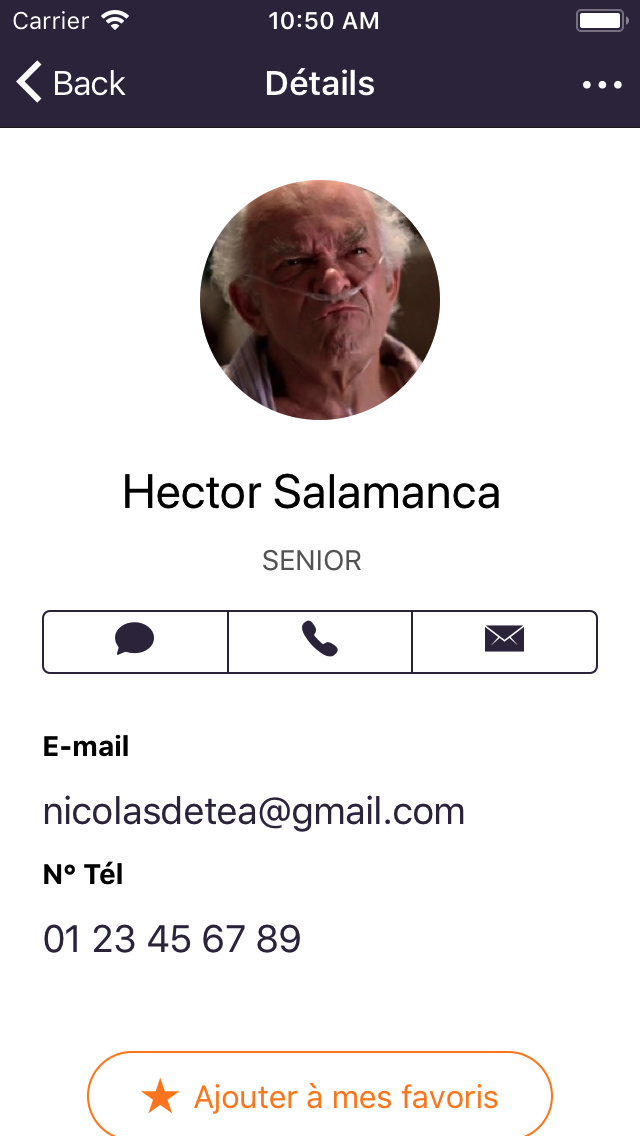 Carrier 10:50 AM
Back Détails
Hector Salamanca
SENIOR
E-mail
nicolasdetea@gmail.com
N° Tél
01 23 45 67 89
Ajouter à mes favoris